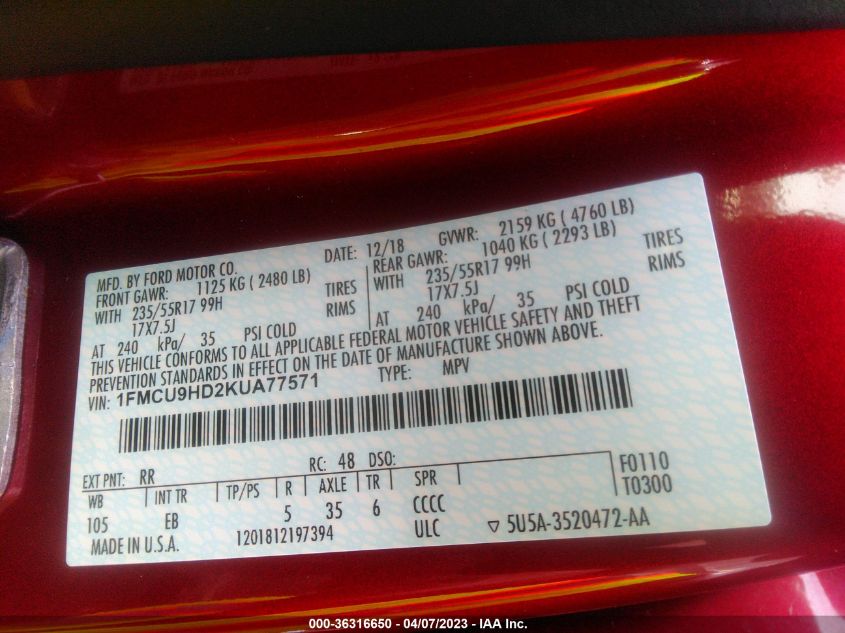 MFD. BY FORD MOTOR CO. DATE: 12/18 GVWR: 2159 KG ( 4760 LB)
FRONT GAWR: 1125 KG ( 2480 LB) REAR GAWR: 1040 KG ( 2293 LB)
WITH 235/55R17 99H TIRES WITH 235/55R17 99H TIRES
17X7.5J RIMS 17X7.5J RIMS
AT 240 kPa/ 35 PSI COLD AT 240 kPa/ 35 PSI COLD
THIS VEHICLE CONFORMS TO ALL APPLICABLE FEDERAL MOTOR VEHICLE SAFETY AND THEFT
PREVENTION STANDARDS IN EFFECT ON THE DATE OF MANUFACTURE SHOWN ABOVE.
VIN: 1FMCU9HD2KUA77571 TYPE: MPV
EXT PNT: RR RC: 48 DSO: F0110
WB INT TR TP/PS R AXLE TR SPR T0300
105 EB 5 35 6 CCCC
MADE IN U.S.A. 1201812197394 ULC ▽ 5U5A-3520472-AA
000-36316650 - 04/07/2023 - IAA Inc.